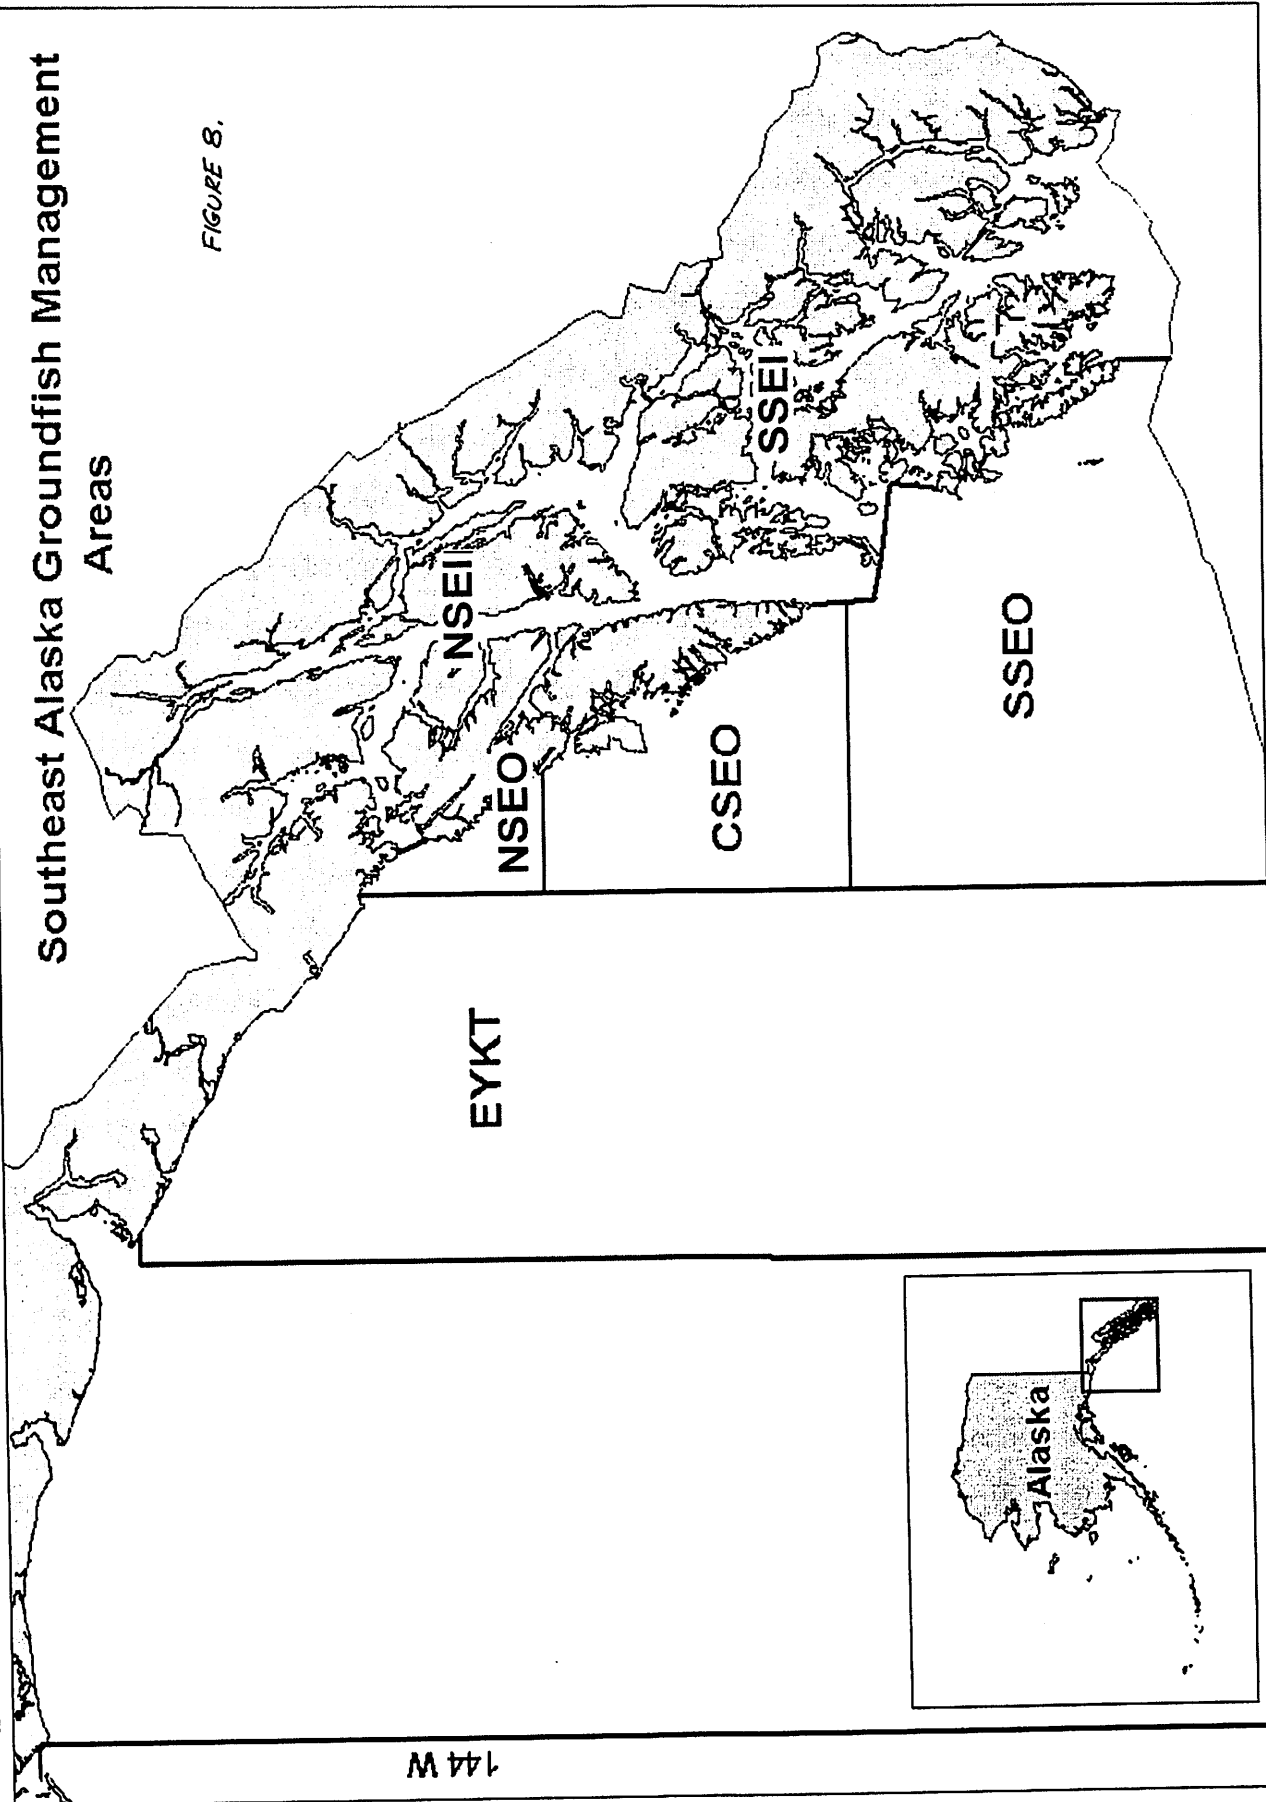 Southeast Alaska Groundfish Management
Areas
FIGURE 8.
NSEI
SSEI
NSEO
CSEO
SSEO
EYKT
Alaska
144 W